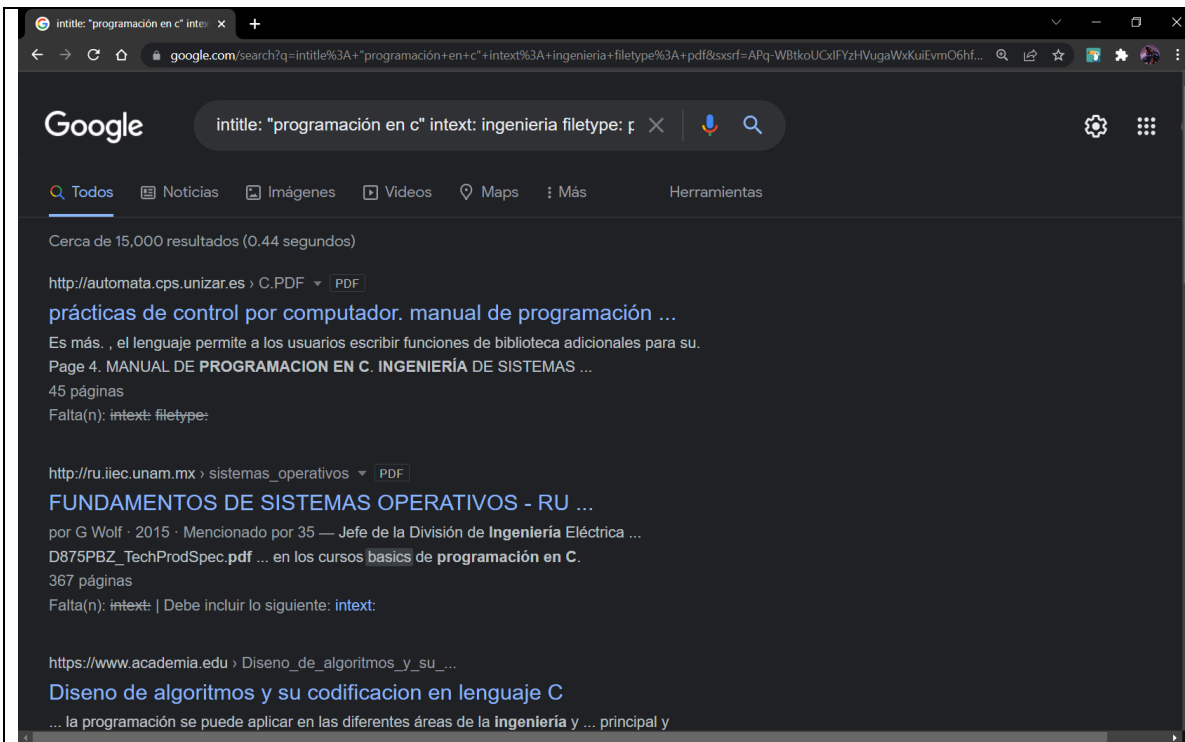 intitle: "programación en c" intex
google.com/search?q=intitle%3A+"programación+en+c"+intext%3A+ingenieria+filetype%3A+pdf&sxsrf=APq-WBtkoUCxIFYzHVugaWxKuiEvmO6hf...
Google
intitle: "programación en c" intext: ingenieria filetype: p
Todos Noticias Imágenes Videos Maps Más Herramientas
Cerca de 15,000 resultados (0.44 segundos)
http://automata.cps.unizar.es › C.PDF PDF
prácticas de control por computador. manual de programación ...
Es más. , el lenguaje permite a los usuarios escribir funciones de biblioteca adicionales para su.
Page 4. MANUAL DE PROGRAMACION EN C. INGENIERÍA DE SISTEMAS ...
45 páginas
Falta(n): intext: filetype:
http://ru.iiec.unam.mx › sistemas_operativos PDF
FUNDAMENTOS DE SISTEMAS OPERATIVOS - RU ...
por G Wolf · 2015 · Mencionado por 35 — Jefe de la División de Ingeniería Eléctrica ...
D875PBZ_TechProdSpec.pdf ... en los cursos basics de programación en C.
367 páginas
Falta(n): intext: | Debe incluir lo siguiente: intext:
https://www.academia.edu › Diseno_de_algoritmos_y_su_...
Diseno de algoritmos y su codificacion en lenguaje C
... la programación se puede aplicar en las diferentes áreas de la ingeniería y ... principal y